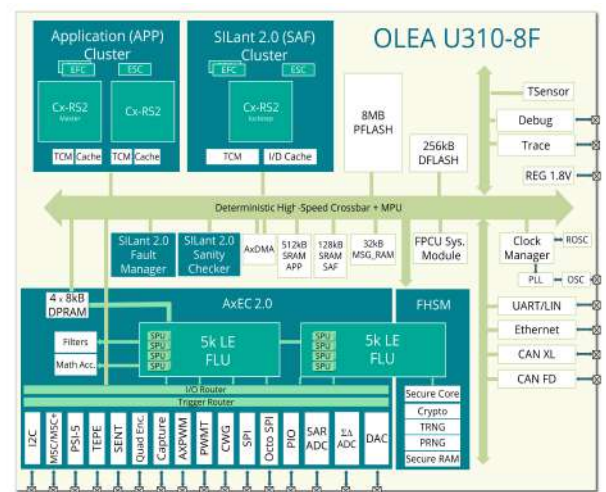 Application (APP)
Cluster
EFC
ESC
Cx-R52
Master
Cx-R52
TCM
Cache
TCM
Cache
SILant 2.0 (SAF)
Cluster
EFC
ESC
Cx-R52
lockstep
TCM
I/D Cache
OLEA U310-8F
8MB
PFLASH
256kB
DFLASH
TSensor
Debug
Trace
REG 1.8V
Deterministic High-Speed Crossbar + MPU
SILant 2.0
Fault
Manager
SILant 2.0
Sanity
Checker
AxDMA
512kB
SRAM
APP
128kB
SRAM
SAF
32kB
MSG_RAM
FPCU Sys.
Module
Clock
Manager
ROSC
PLL
OSC
4 x 8kB
DPRAM
AxEC 2.0
FHSM
Filters
Math Acc.
SPU
SPU
SPU
SPU
5k LE
FLU
SPU
SPU
SPU
SPU
5k LE
FLU
UART/LIN
Ethernet
CAN XL
CAN FD
I/O Router
Trigger Router
I2C
MSC/MSC+
PSI-5
TEPE
SENT
Quad Enc.
Capture
AXPWM
PWMT
CWG
SPI
Octo SPI
PIO
SAR
ADC
ΣΔ
ADC
DAC
Secure Core
Crypto
TRNG
PRNG
Secure RAM